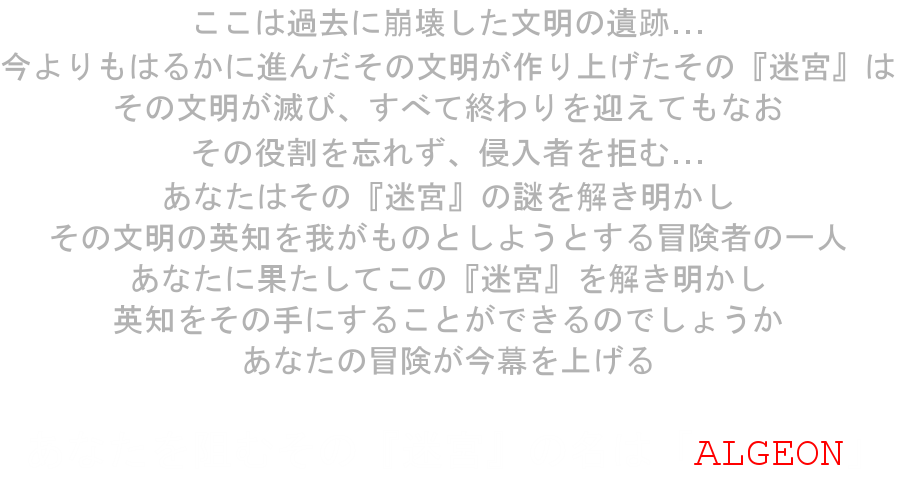 ここは過去に崩壊した文明の遺跡…
今よりもはるかに進んだその文明が作り上げたその『迷宮』は
その文明が滅び、すべて終わりを迎えてもなお
その役割を忘れず、侵入者を拒む…
あなたはその『迷宮』の謎を解き明かし
その文明の英知を我がものとしようとする冒険者の一人
あなたに果たしてこの『迷宮』を解き明かし
英知をその手にすることができるのでしょうか
あなたの冒険が今幕を上げる
ALGEON